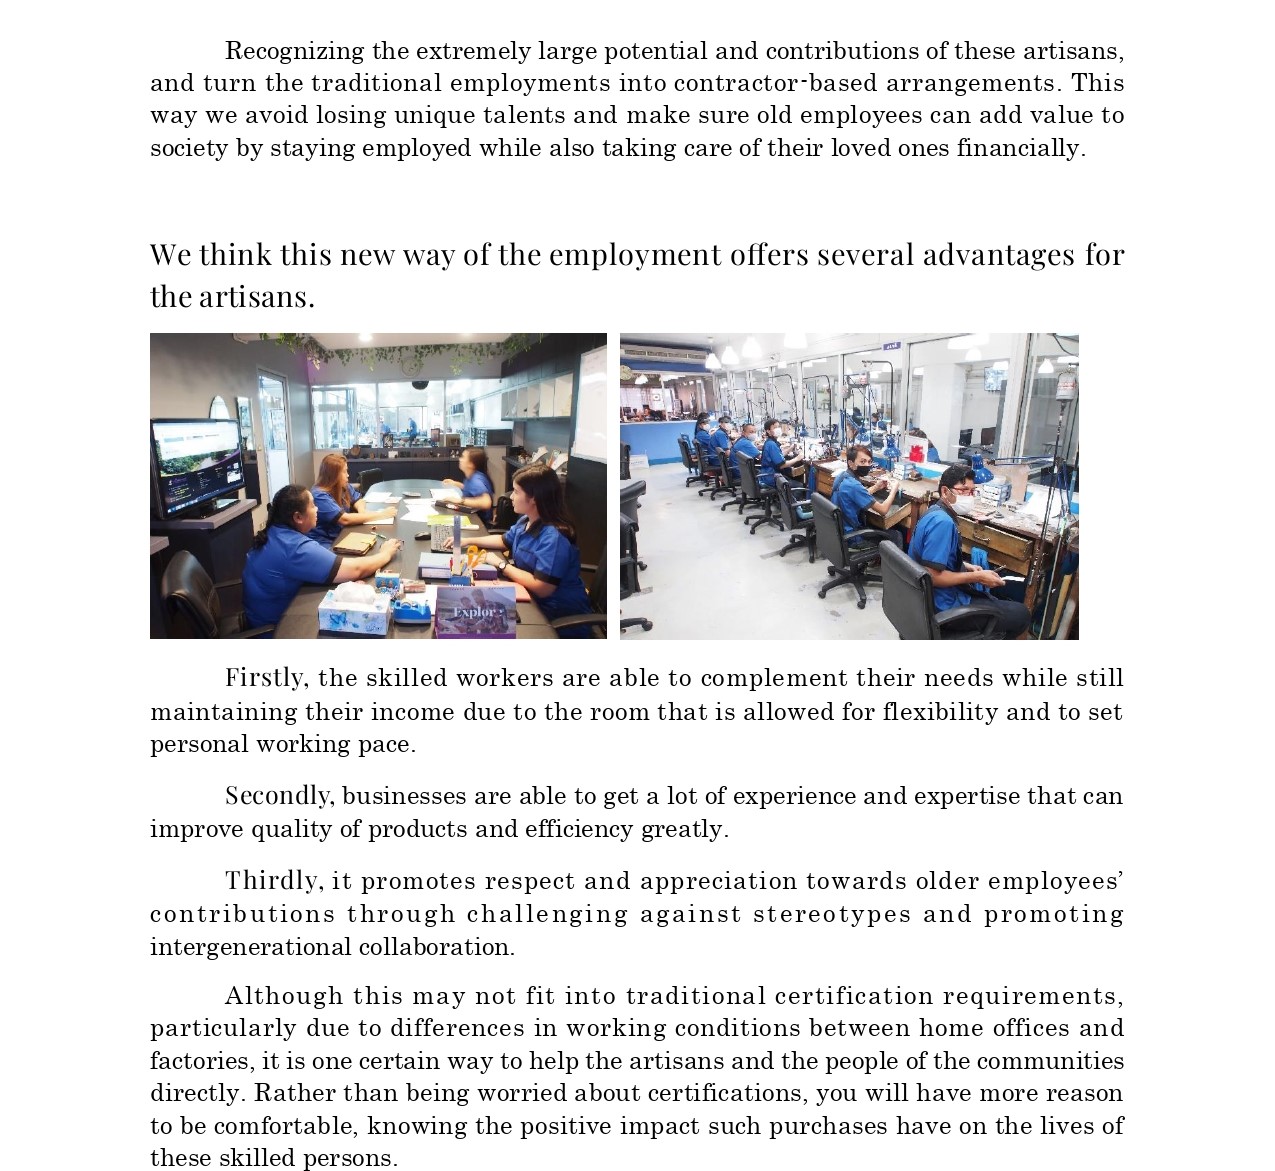 Recognizing the extremely large potential and contributions of these artisans,
and turn the traditional employments into contractor-based arrangements. This
way we avoid losing unique talents and make sure old employees can add value to
society by staying employed while also taking care of their loved ones financially.
We think this new way of the employment offers several advantages for
the artisans.
Explor
Firstly, the skilled workers are able to complement their needs while still
maintaining their income due to the room that is allowed for flexibility and to set
personal working pace.
Secondly, businesses are able to get a lot of experience and expertise that can
improve quality of products and efficiency greatly.
Thirdly, it promotes respect and appreciation towards older employees’
contributions through challenging against stereotypes and promoting
intergenerational collaboration.
Although this may not fit into traditional certification requirements,
particularly due to differences in working conditions between home offices and
factories, it is one certain way to help the artisans and the people of the communities
directly. Rather than being worried about certifications, you will have more reason
to be comfortable, knowing the positive impact such purchases have on the lives of
these skilled persons.